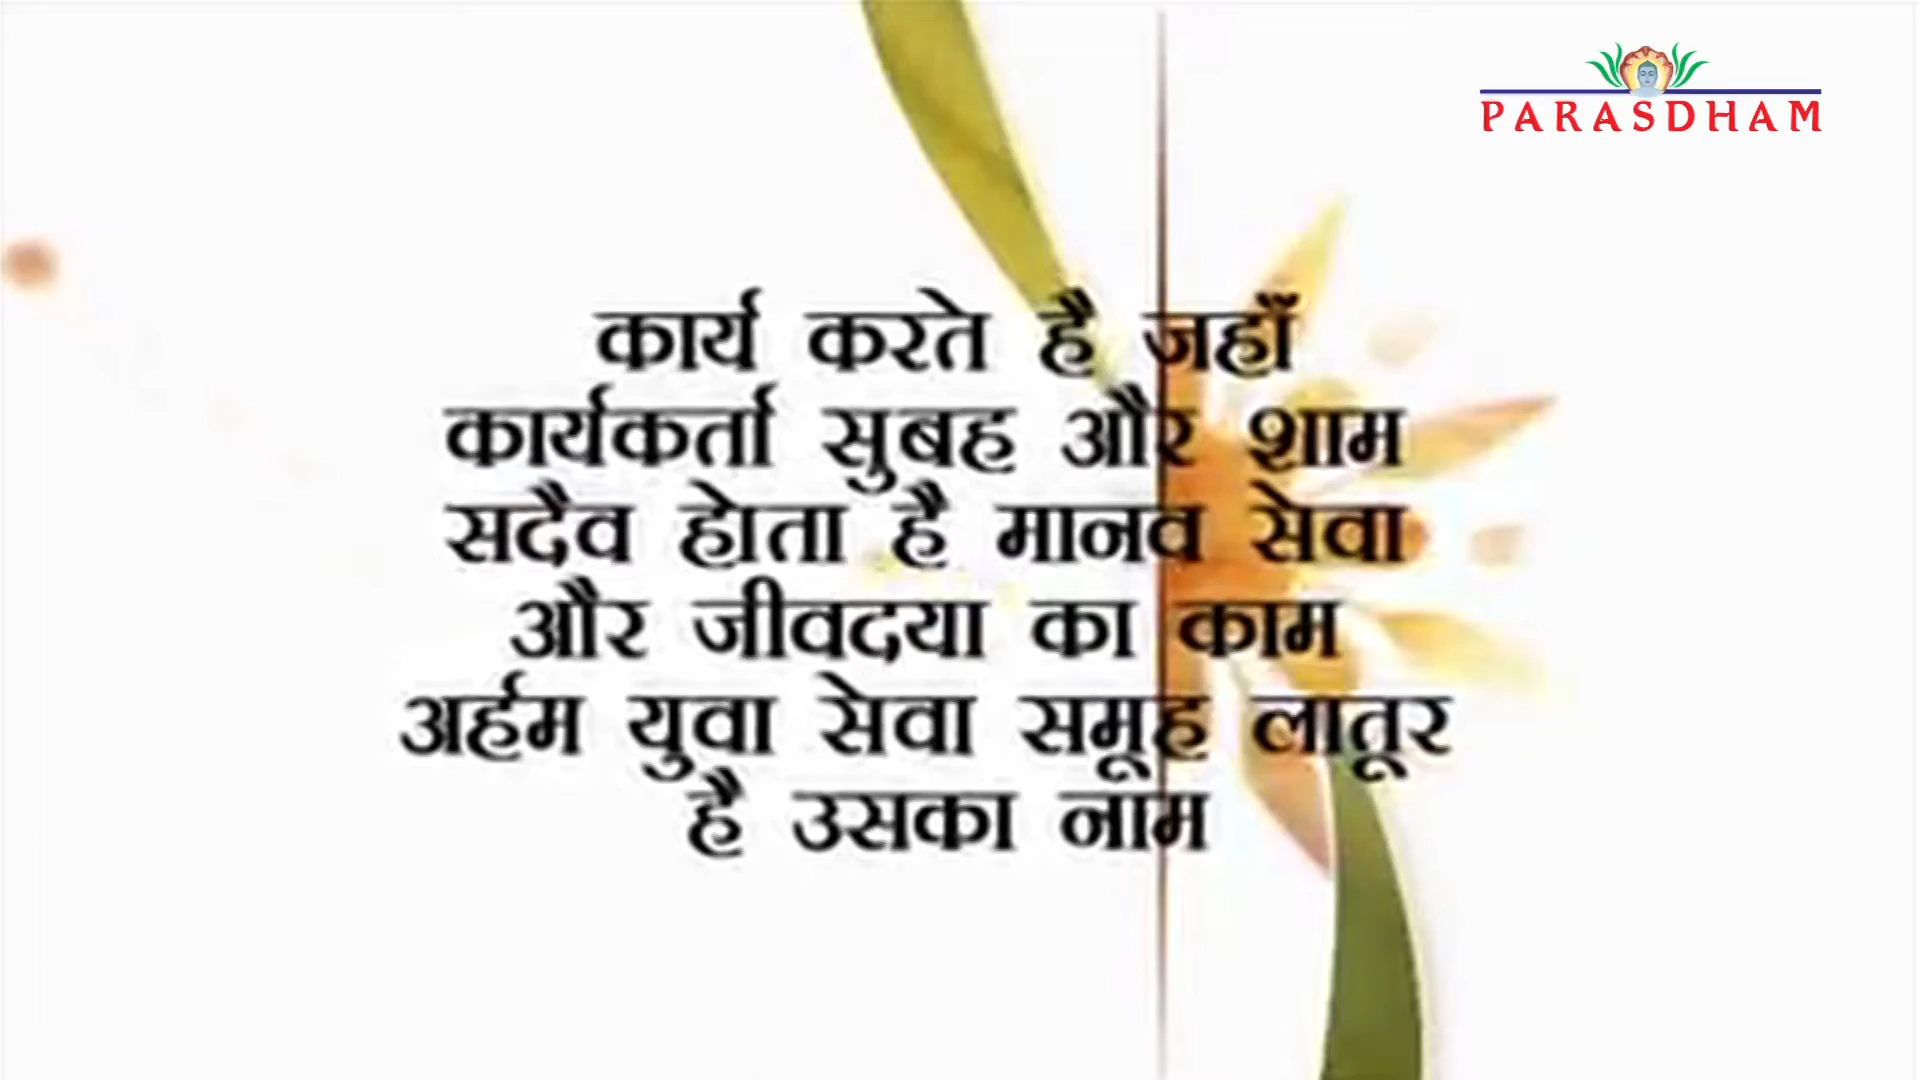 PARASDHAM
कार्य करते है जहाँ
कार्यकर्ता सुबह और शाम
सदैव होता है मानव सेवा
और जीवदया का काम
अर्हम युवा सेवा समूह लातूर
है उसका नाम